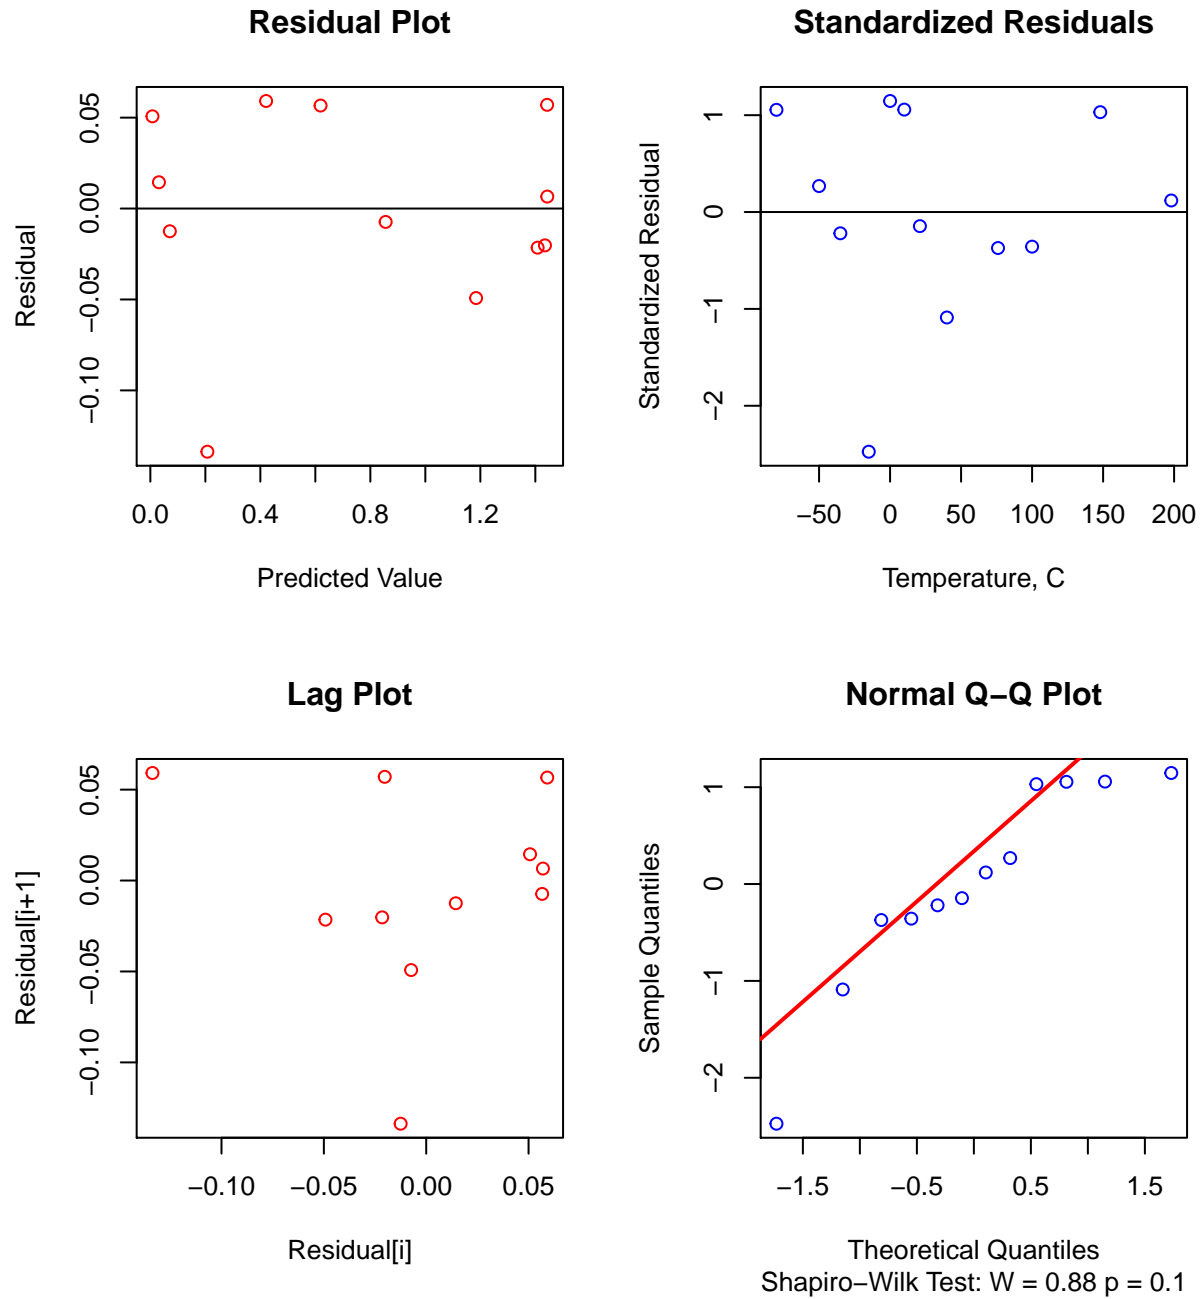 Residual Plot
0.05
0.00
−0.05
−0.10
Residual
0.0 0.4 0.8 1.2
Predicted Value
Standardized Residuals
1
0
−1
−2
Standardized Residual
−50 0 50 100 150 200
Temperature, C
Lag Plot
0.05
0.00
−0.05
−0.10
Residual[i+1]
−0.10 −0.05 0.00 0.05
Residual[i]
Normal Q−Q Plot
1
0
−1
−2
Sample Quantiles
−1.5 −0.5 0.5 1.5
Theoretical Quantiles
Shapiro−Wilk Test: W = 0.88 p = 0.1